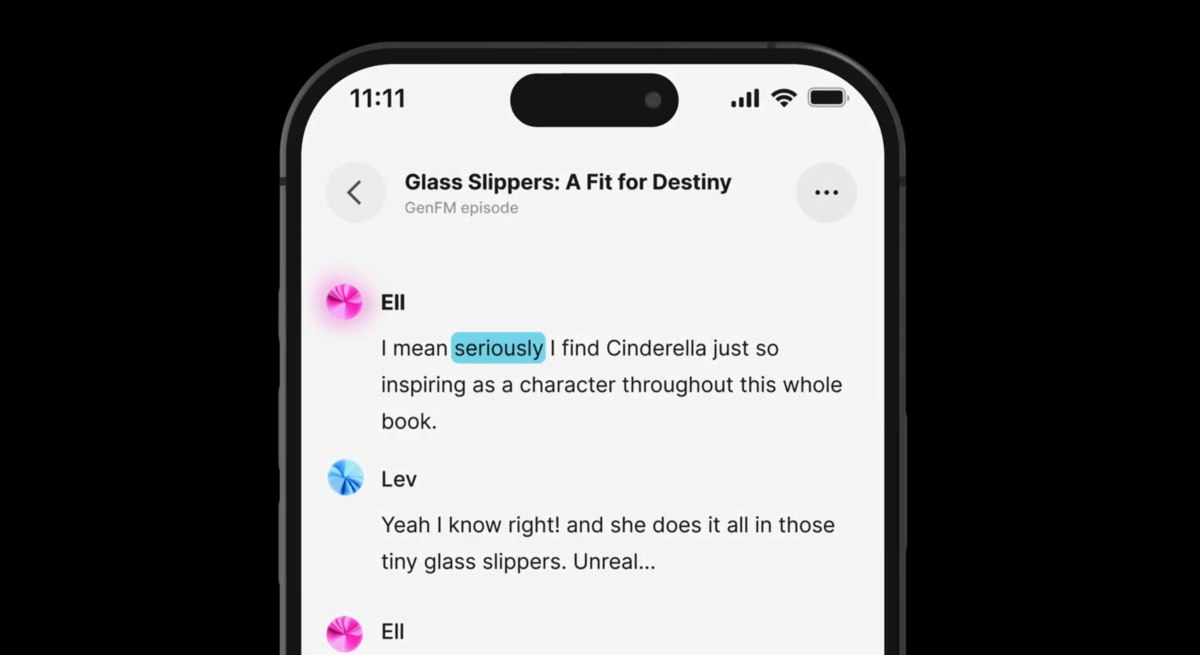 11:11
Glass Slippers: A Fit for Destiny
GenFM episode
Ell
I mean seriously I find Cinderella just so
inspiring as a character throughout this whole
book.
Lev
Yeah I know right! and she does it all in those
tiny glass slippers. Unreal...
Ell